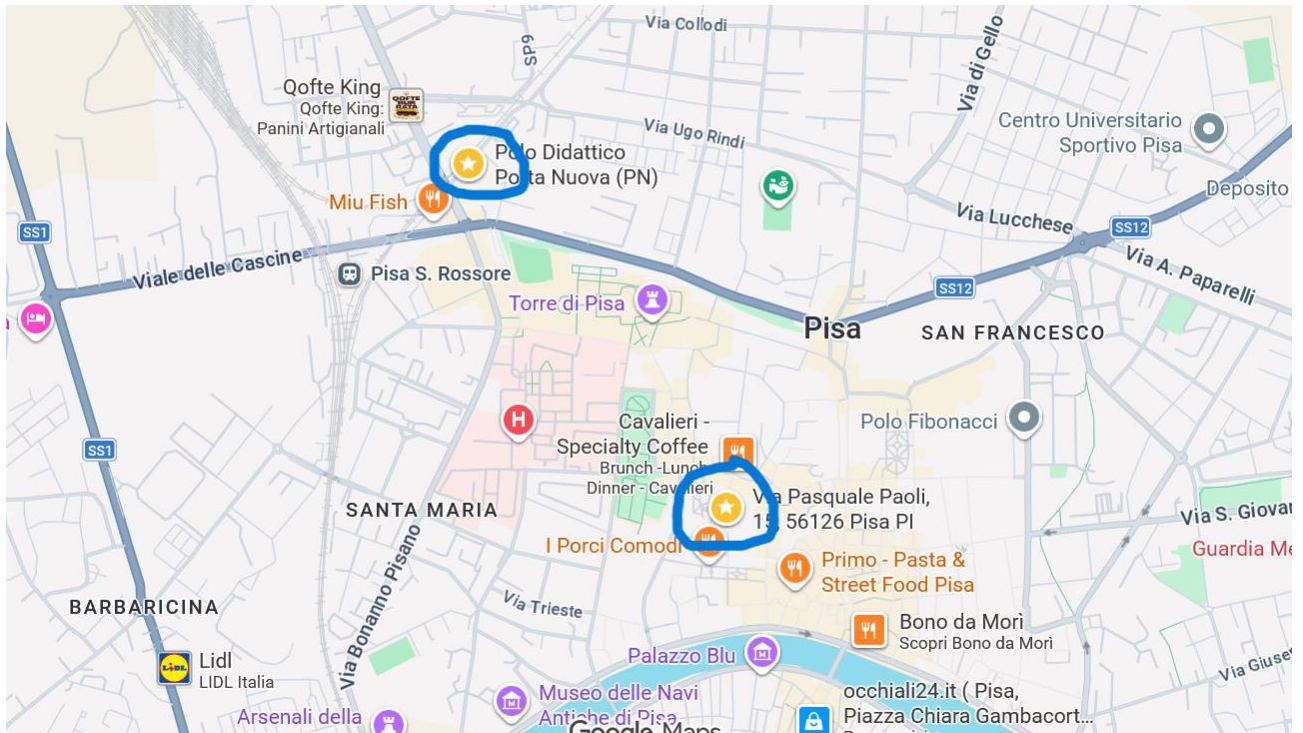 Via Collodi
SP9
Via di Gello
Qofte King
Qofte King:
Panini Artigianali
QOFTE
BUR
RATA
Via Ugo Rindi
Centro Universitario
Sportivo Pisa
Polo Didattico
Porta Nuova (PN)
Miu Fish
Deposito
Via Lucchese
SS12
SS1
Viale delle Cascine
Pisa S. Rossore
Via A. Paparelli
SS12
Torre di Pisa
Pisa
SAN FRANCESCO
H
Cavalieri -
Specialty Coffee
Brunch -Lunch
Dinner - Cavalieri
Polo Fibonacci
SS1
SANTA MARIA
Via Pasquale Paoli,
15, 56126 Pisa PI
Via S. Giovan
I Porci Comodi
Guardia Me
Primo - Pasta &
Street Food Pisa
Via Bonanno Pisano
Via Trieste
BARBARICINA
Bono da Morì
Scopri Bono da Morì
LIDL
Lidl
LIDL Italia
Palazzo Blu
Via Giuse
Museo delle Navi
Antiche di Pisa
occhiali24.it ( Pisa,
Piazza Chiara Gambacort...
Arsenali della
Google Maps